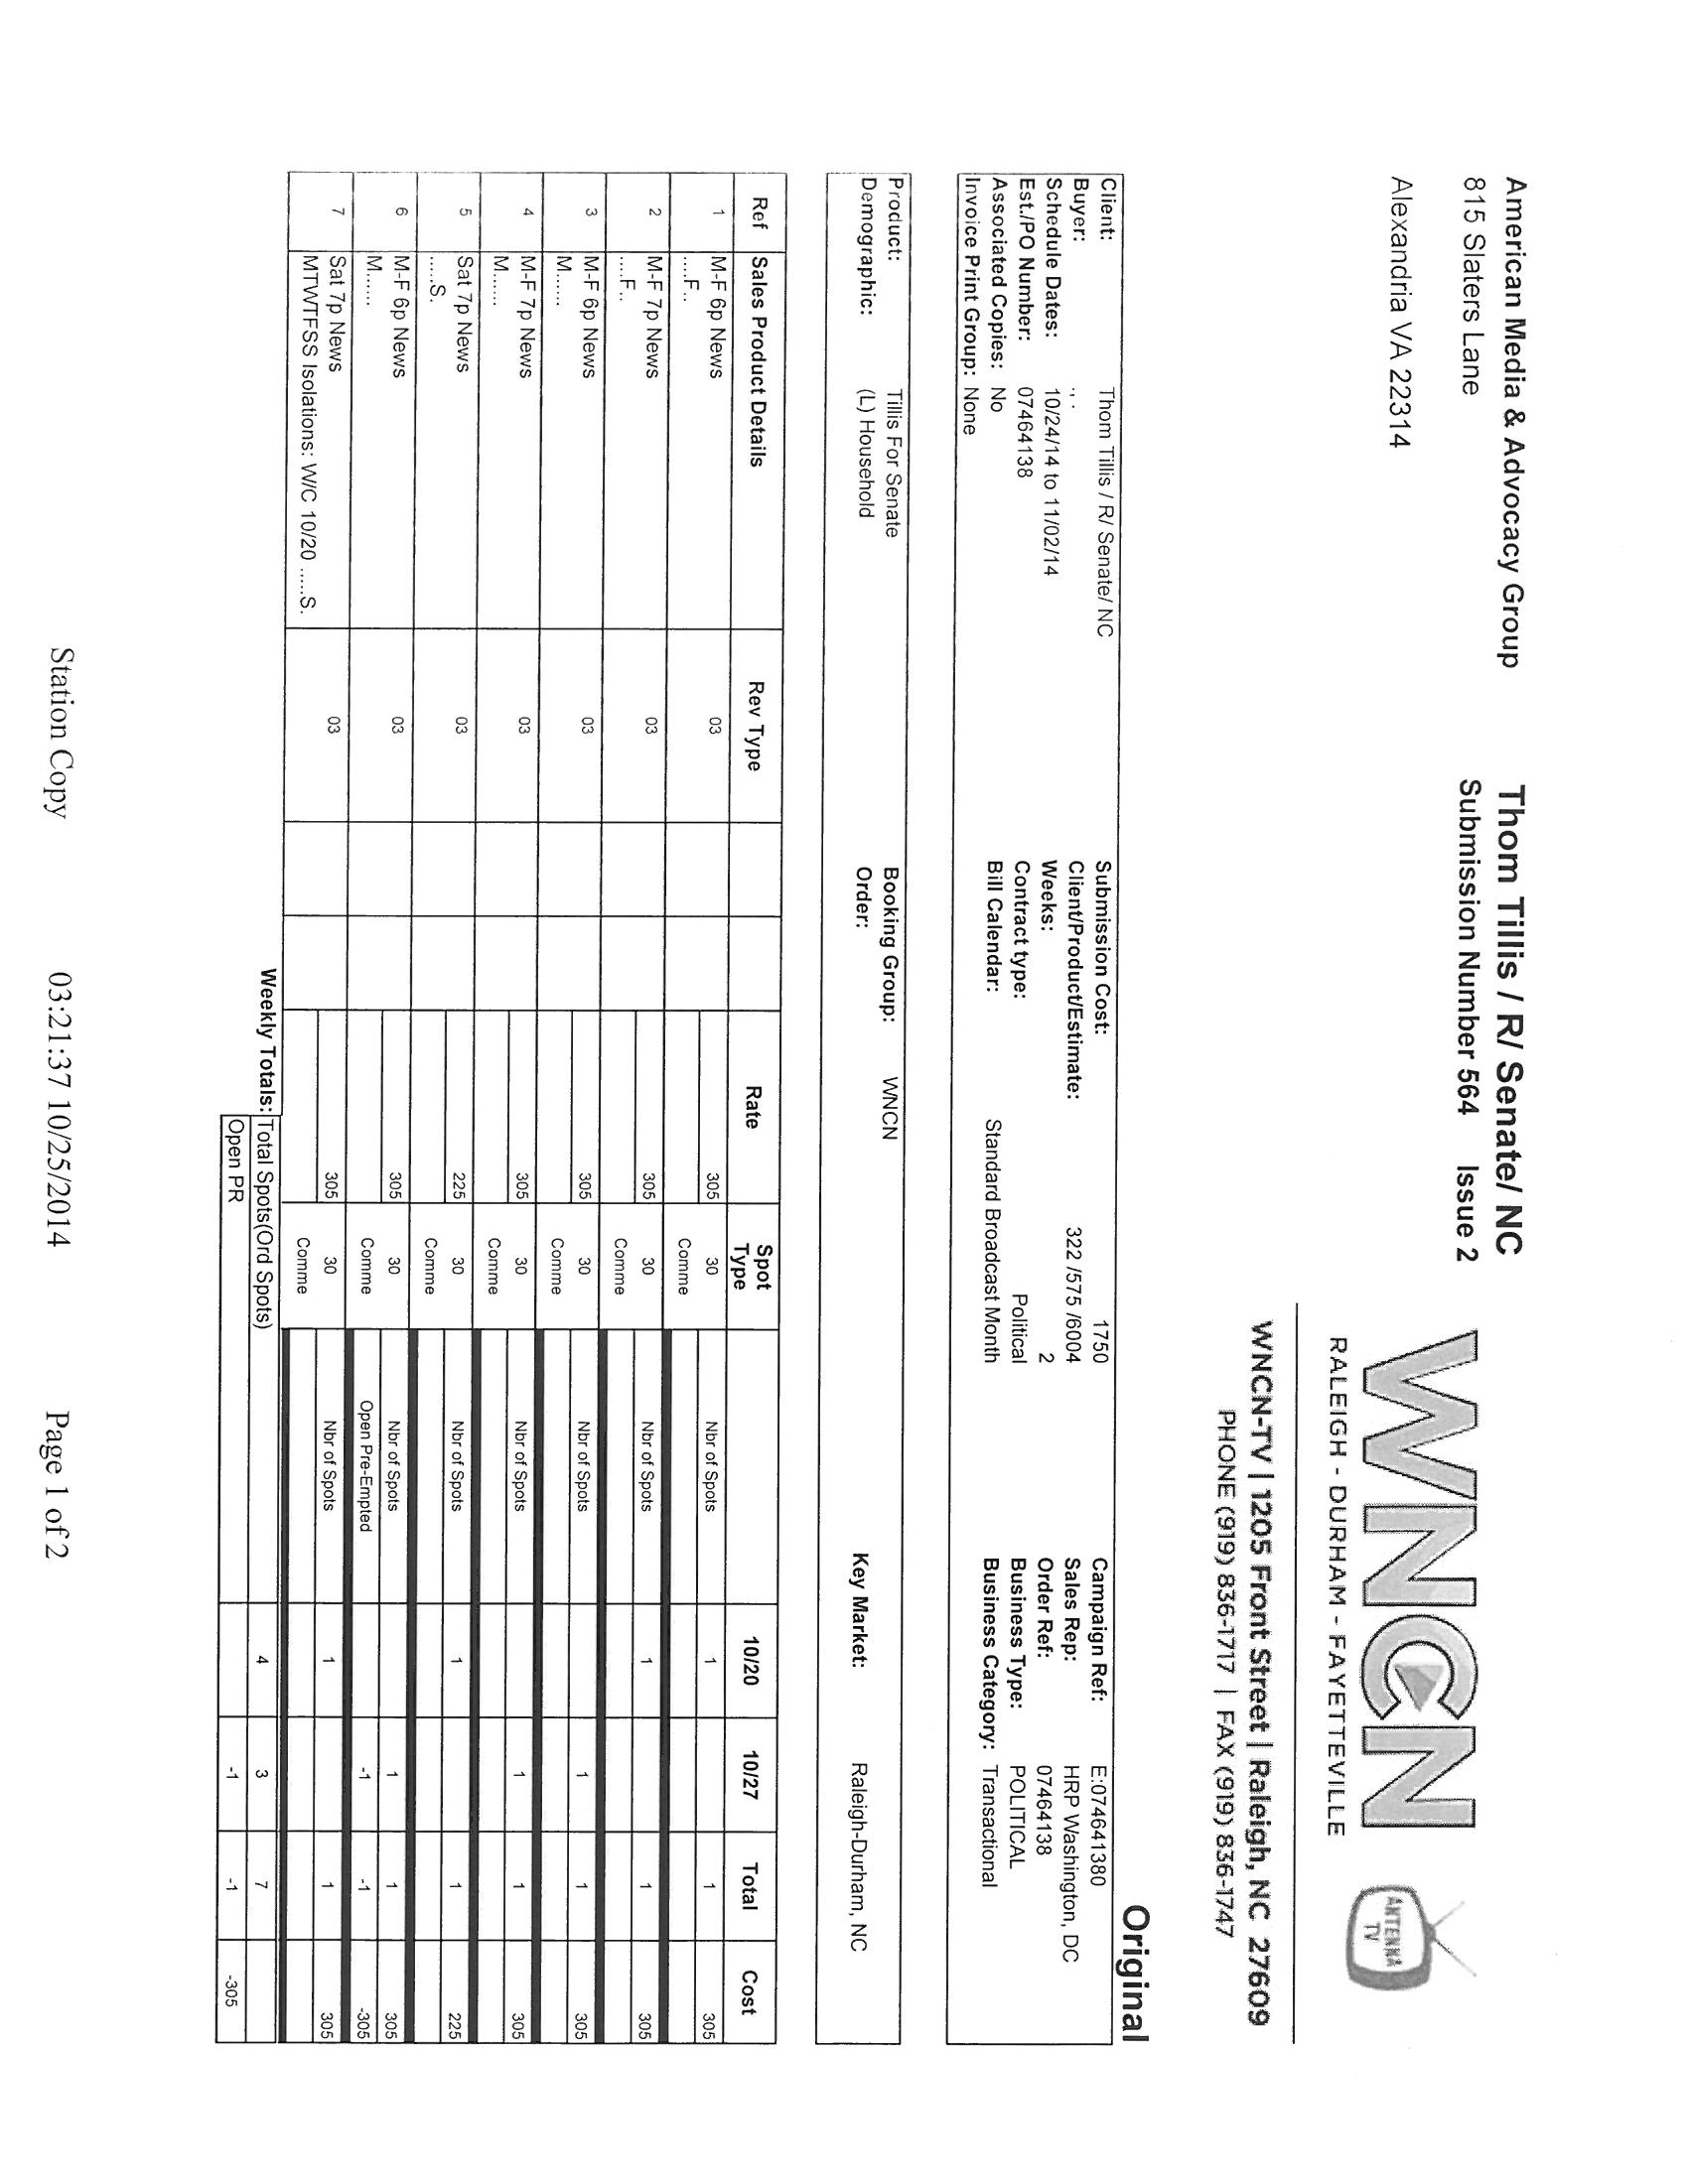 American Media & Advocacy Group
815 Slaters Lane
Alexandria VA 22314
Thom Tillis / R/ Senate/ NC
Submission Number 564 Issue 2
WNCN
RALEIGH - DURHAM - FAYETTEVILLE
ANTENNA TV
WNCN-TV | 1205 Front Street | Raleigh, NC 27609
PHONE (919) 836-1717 | FAX (919) 836-1747
Original
Client: Thom Tillis / R/ Senate/ NC Submission Cost: 1750 Campaign Ref: E:074641380
Buyer: ., . Client/Product/Estimate: 322 /575 /6004 Sales Rep: HRP Washington, DC
Schedule Dates: 10/24/14 to 11/02/14 Weeks: 2 Order Ref: 07464138
Est./PO Number: 07464138 Contract type: Political Business Type: POLITICAL
Associated Copies: No Bill Calendar: Standard Broadcast Month Business Category: Transactional
Invoice Print Group: None
Product: Tillis For Senate Booking Group: WNCN
Demographic: (L) Household Order: Key Market: Raleigh-Durham, NC
Ref Sales Product Details Rev Type Rate Spot Type 10/20 10/27 Total Cost
1 M-F 6p News 03 305 30 Nbr of Spots 1 1 305
....F.. Comme
2 M-F 7p News 03 305 30 Nbr of Spots 1 1 305
....F.. Comme
3 M-F 6p News 03 305 30 Nbr of Spots 1 1 305
M...... Comme
4 M-F 7p News 03 305 30 Nbr of Spots 1 1 305
M...... Comme
5 Sat 7p News 03 225 30 Nbr of Spots 1 1 225
.....S. Comme
6 M-F 6p News 03 305 30 Nbr of Spots 1 1 305
M...... Comme Open Pre-Empted -1 -1 -305
7 Sat 7p News 03 305 30 Nbr of Spots 1 1 305
MTWTFSS Isolations: W/C 10/20 .....S. Comme
Weekly Totals: Total Spots(Ord Spots) 4 3 7
Open PR -1 -1 -305
Station Copy 03:21:37 10/25/2014 Page 1 of 2